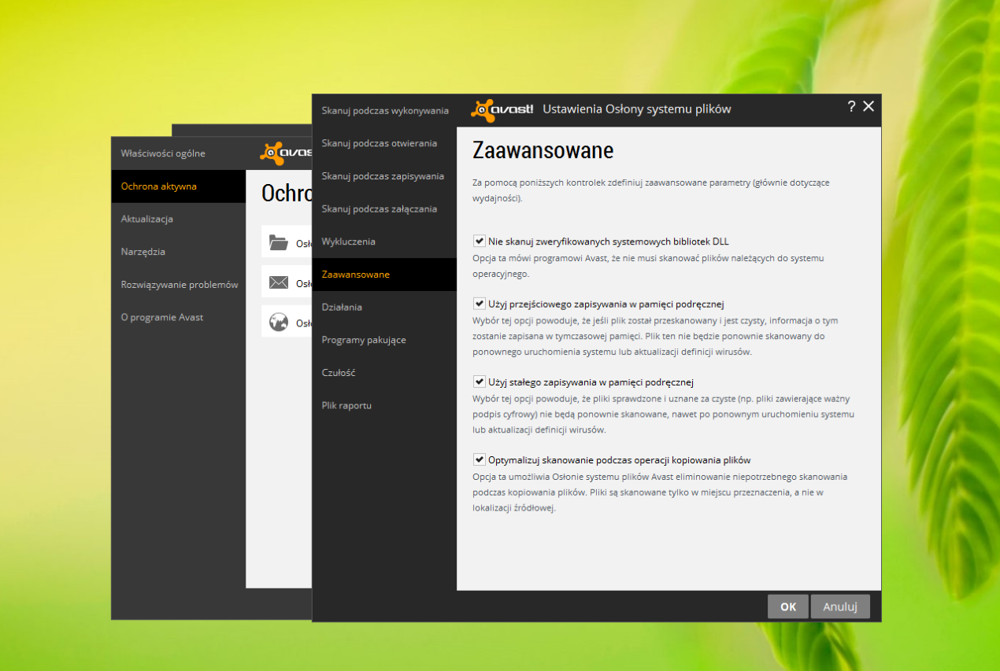 Właściwości ogólne
Ochrona aktywna
Aktualizacja
Narzędzia
Rozwiązywanie problemów
O programie Avast
Skanuj podczas wykonywania
Skanuj podczas otwierania
Skanuj podczas zapisywania
Skanuj podczas załączania
Wykluczenia
Zaawansowane
Działania
Programy pakujące
Czułość
Plik raportu
avast! Ustawienia Osłony systemu plików ?
Zaawansowane
Za pomocą poniższych kontrolek zdefiniuj zaawansowane parametry (głównie dotyczące
wydajności).
Nie skanuj zweryfikowanych systemowych bibliotek DLL
Opcja ta mówi programowi Avast, że nie musi skanować plików należących do systemu
operacyjnego.
Użyj przejściowego zapisywania w pamięci podręcznej
Wybór tej opcji powoduje, że jeśli plik został przeskanowany i jest czysty, informacja o tym
zostanie zapisana w tymczasowej pamięci. Plik ten nie będzie ponownie skanowany do
ponownego uruchomienia systemu lub aktualizacji definicji wirusów.
Użyj stałego zapisywania w pamięci podręcznej
Wybór tej opcji powoduje, że pliki sprawdzone i uznane za czyste (np. pliki zawierające ważny
podpis cyfrowy) nie będą ponownie skanowane, nawet po ponownym uruchomieniu systemu
lub aktualizacji definicji wirusów.
Optymalizuj skanowanie podczas operacji kopiowania plików
Opcja ta umożliwia Osłonie systemu plików Avast eliminowanie niepotrzebnego skanowania
podczas kopiowania plików. Pliki są skanowane tylko w miejscu przeznaczenia, a nie w
lokalizacji źródłowej.
OK Anuluj